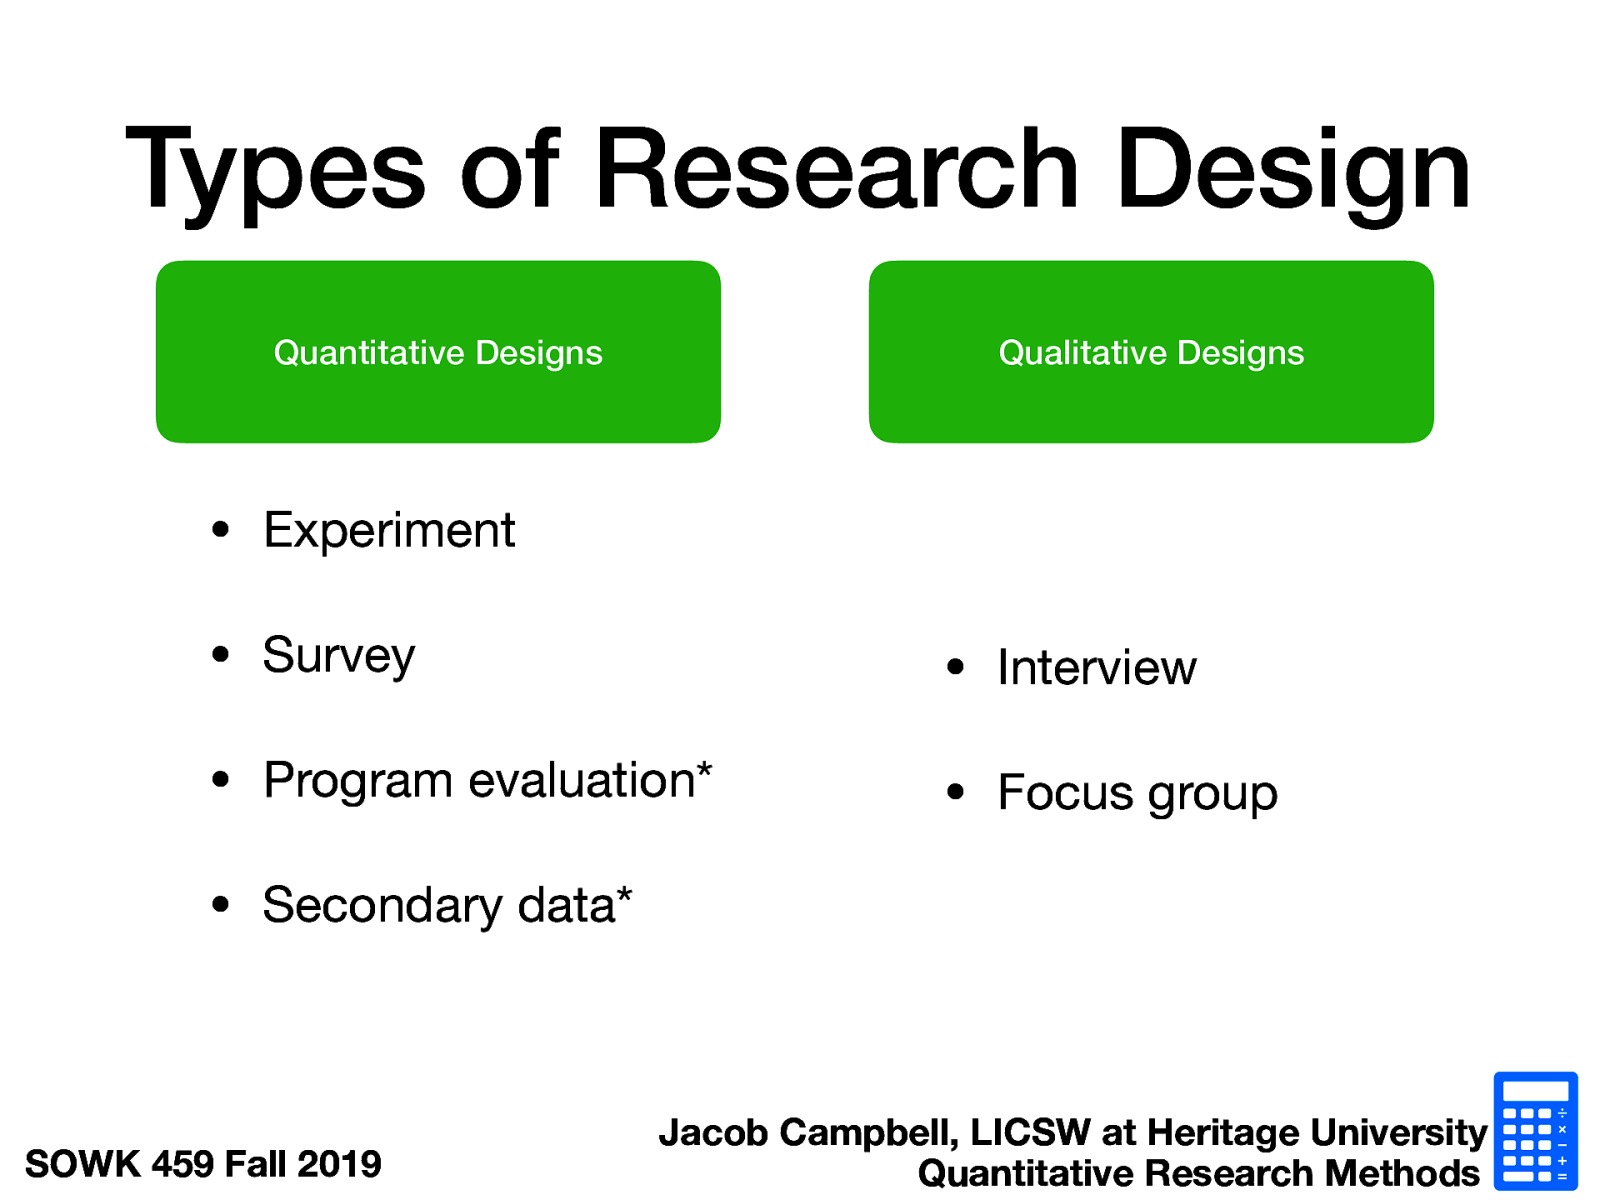 Types of Research Design
Quantitative Designs
• Experiment
• Survey
• Program evaluation*
• Secondary data*
Qualitative Designs
• Interview
• Focus group
SOWK 459 Fall 2019
Jacob Campbell, LICSW at Heritage University
Quantitative Research Methods
÷
×
−
+
=